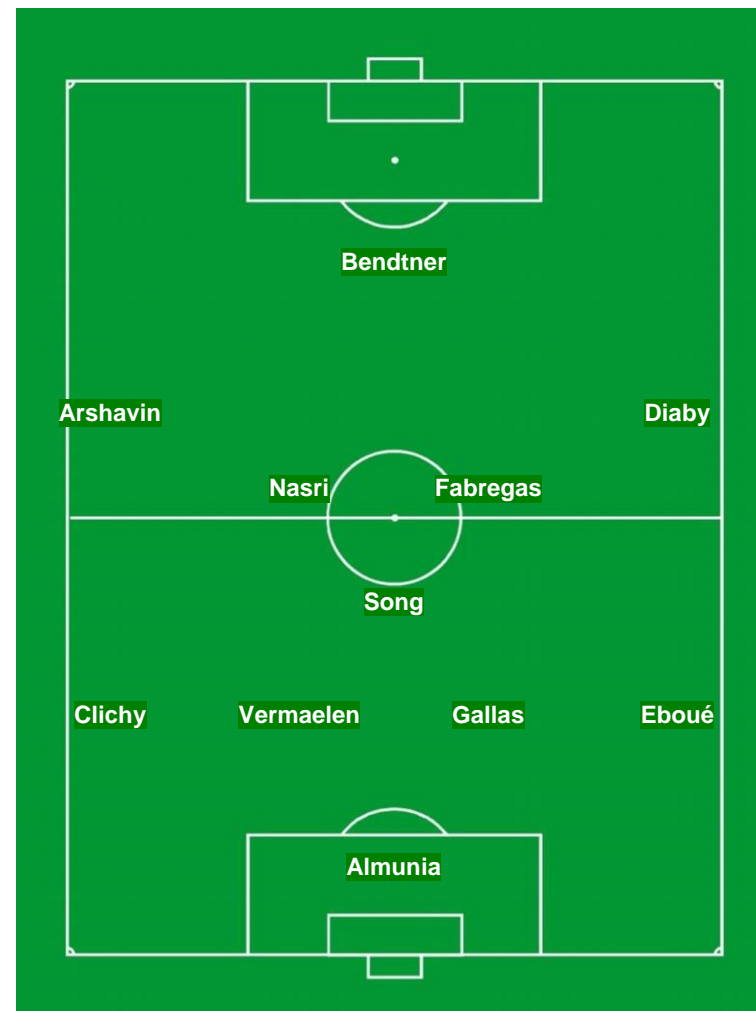 Bendtner
Arshavin Diaby
Nasri Fabregas
Song
Clichy Vermaelen Gallas Eboué
Almunia